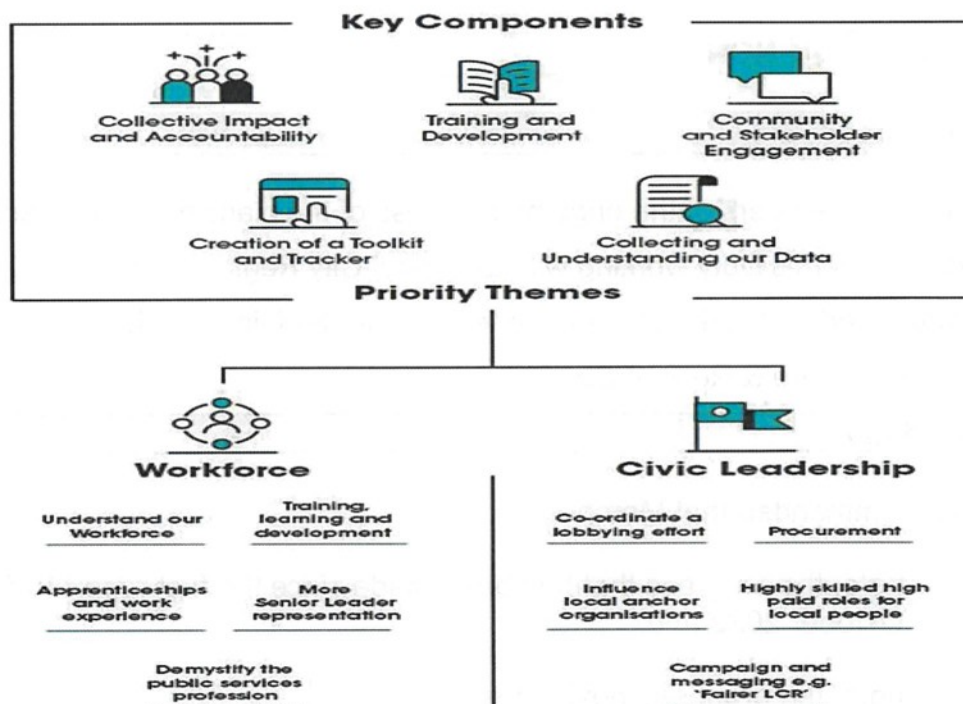 Key Components
Collective Impact
and Accountability
Training and
Development
Community
and Stakeholder
Engagement
Creation of a Toolkit
and Tracker
Collecting and
Understanding our Data
Priority Themes
Workforce
Understand our
Workforce
Training,
learning and
development
Apprenticeships
and work
experience
More
Senior Leader
representation
Demystify the
public services
profession
Civic Leadership
Co-ordinate a
lobbying effort
Procurement
Influence
local anchor
organisations
Highly skilled high
paid roles for
local people
Campaign and
messaging e.g.
'Fairer LCR'